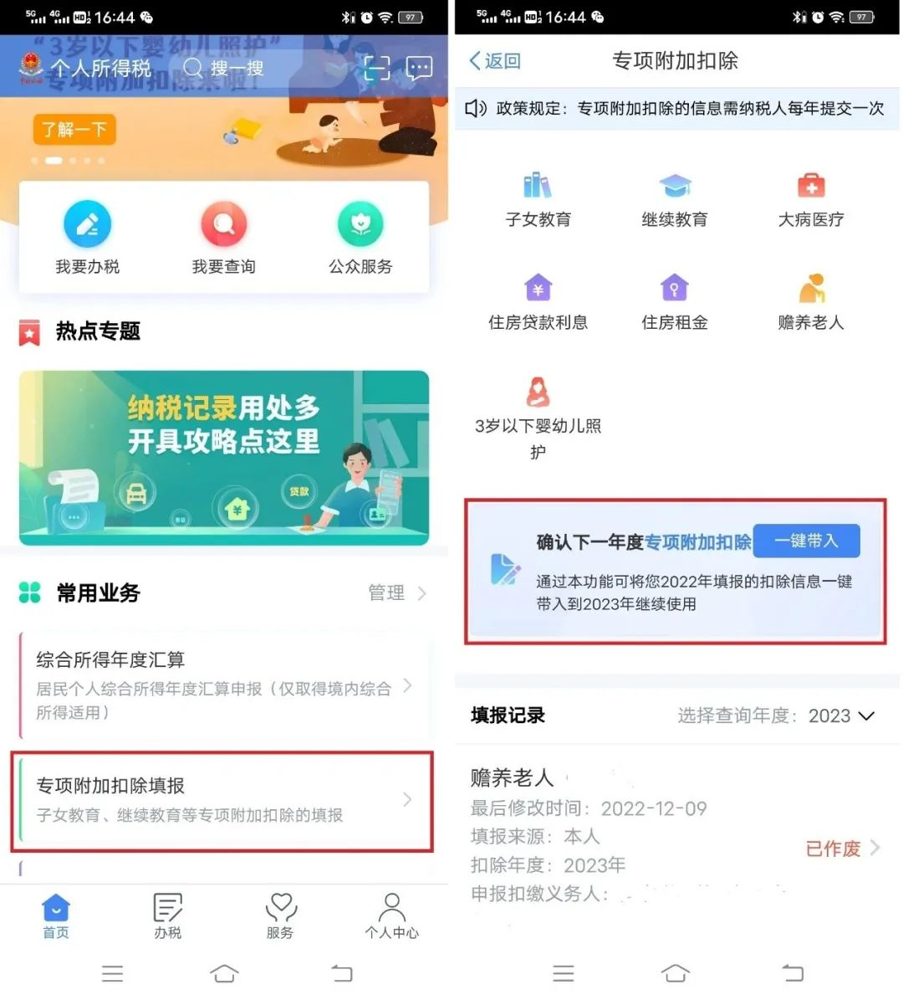 5G 4G HD 16:44 97
“3岁以下婴幼儿照护”
专项附加扣除来啦！
个人所得税
搜一搜
了解一下
我要办税
我要查询
公众服务
热点专题
纳税记录用处多
开具攻略点这里
贷款
常用业务
管理
综合所得年度汇算
居民个人综合所得年度汇算申报（仅取得境内综合
所得适用）
专项附加扣除填报
子女教育、继续教育等专项附加扣除的填报
首页
办税
服务
个人中心
5G 4G HD 16:44 97
返回
专项附加扣除
政策规定：专项附加扣除的信息需纳税人每年提交一次
子女教育
继续教育
大病医疗
住房贷款利息
住房租金
赡养老人
3岁以下婴幼儿照
护
确认下一年度专项附加扣除
一键带入
通过本功能可将您2022年填报的扣除信息一键
带入到2023年继续使用
填报记录
选择查询年度：2023
赡养老人
最后修改时间：2022-12-09
填报来源：本人
已作废
扣除年度：2023年
申报扣缴义务人：